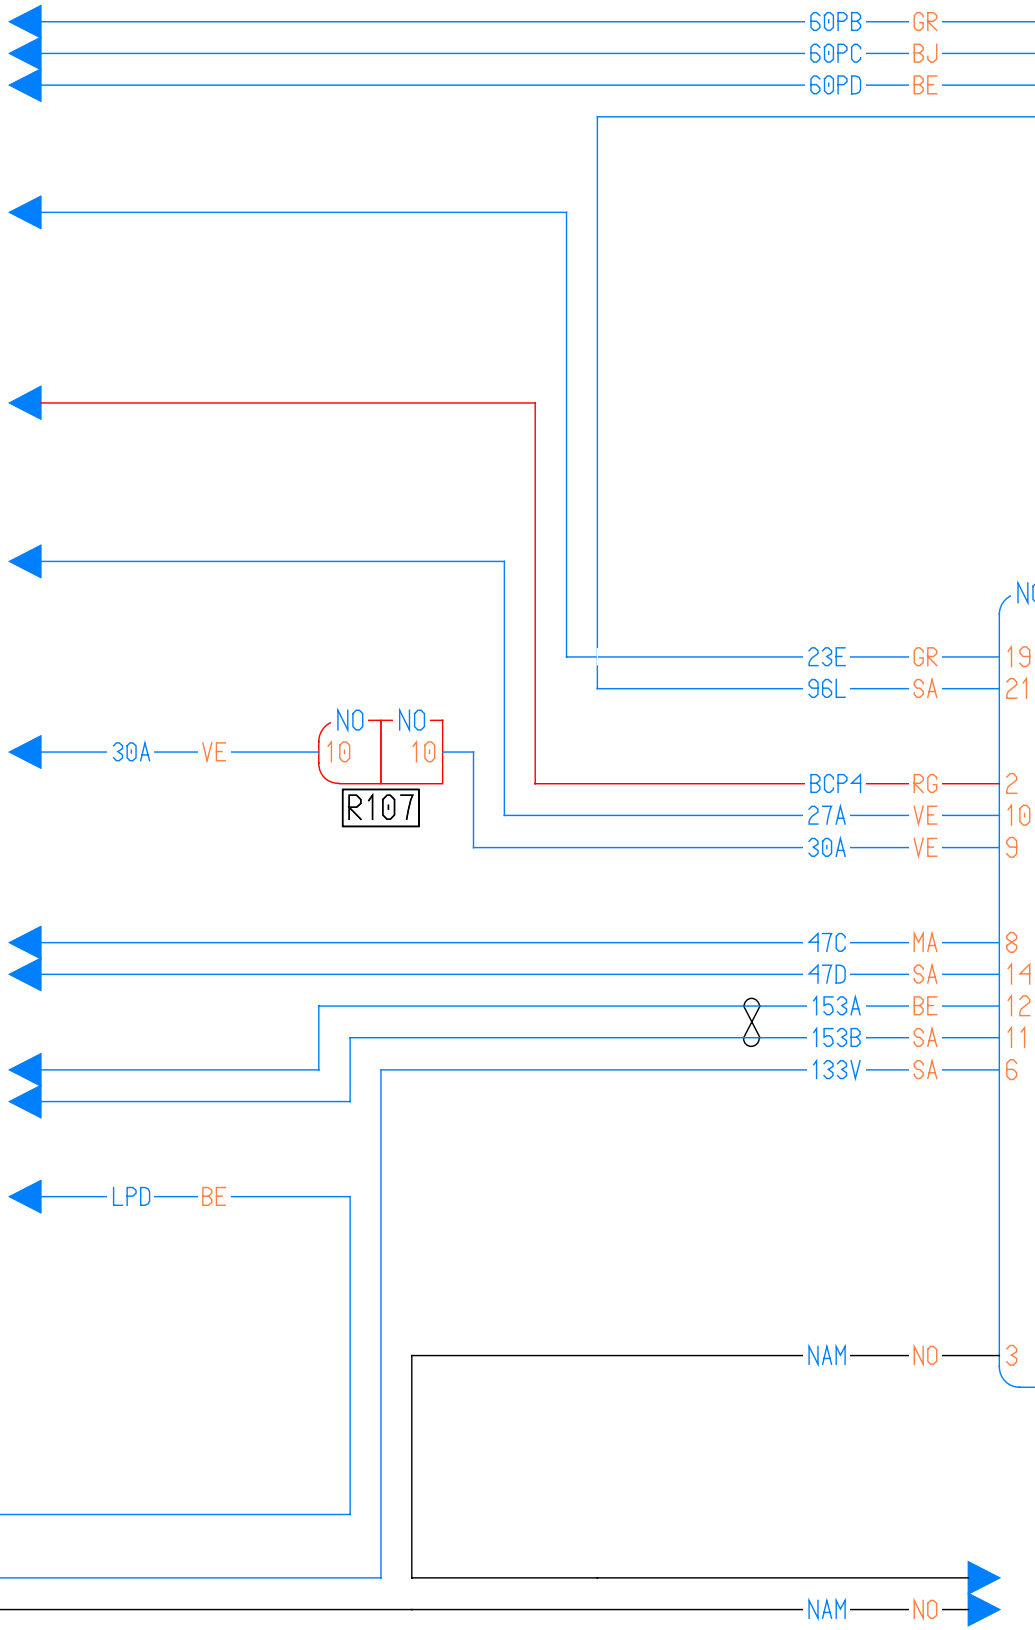 60PB GR
60PC BJ
60PD BE
NO
23E GR 19
96L SA 21
NO NO
30A VE 10 10
R107
BCP4 RG 2
27A VE 10
30A VE 9
47C MA 8
47D SA 14
153A BE 12
153B SA 11
133V SA 6
LPD BE
NAM NO 3
NAM NO